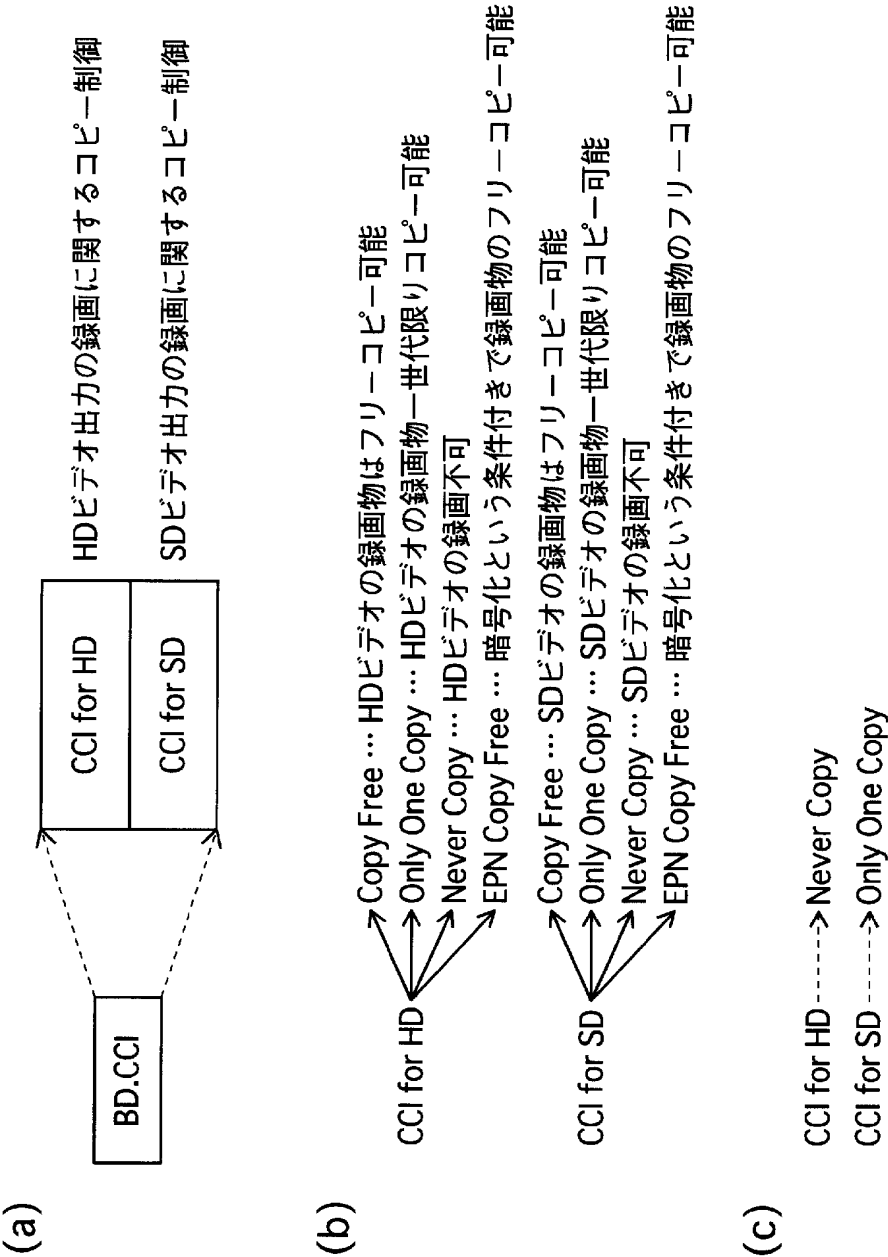 (a)
BD.CCI
CCI for HD
HDビデオ出力の録画に関するコピー制御
CCI for SD
SDビデオ出力の録画に関するコピー制御
(b)
CCI for HD
Copy Free … HDビデオの録画物はフリーコピー可能
Only One Copy … HDビデオの録画物一世代限りコピー可能
Never Copy … HDビデオの録画不可
EPN Copy Free … 暗号化という条件付きで録画物のフリーコピー可能
CCI for SD
Copy Free … SDビデオの録画物はフリーコピー可能
Only One Copy … SDビデオの録画物一世代限りコピー可能
Never Copy … SDビデオの録画不可
EPN Copy Free … 暗号化という条件付きで録画物のフリーコピー可能
(c)
CCI for HD Never Copy
CCI for SD Only One Copy